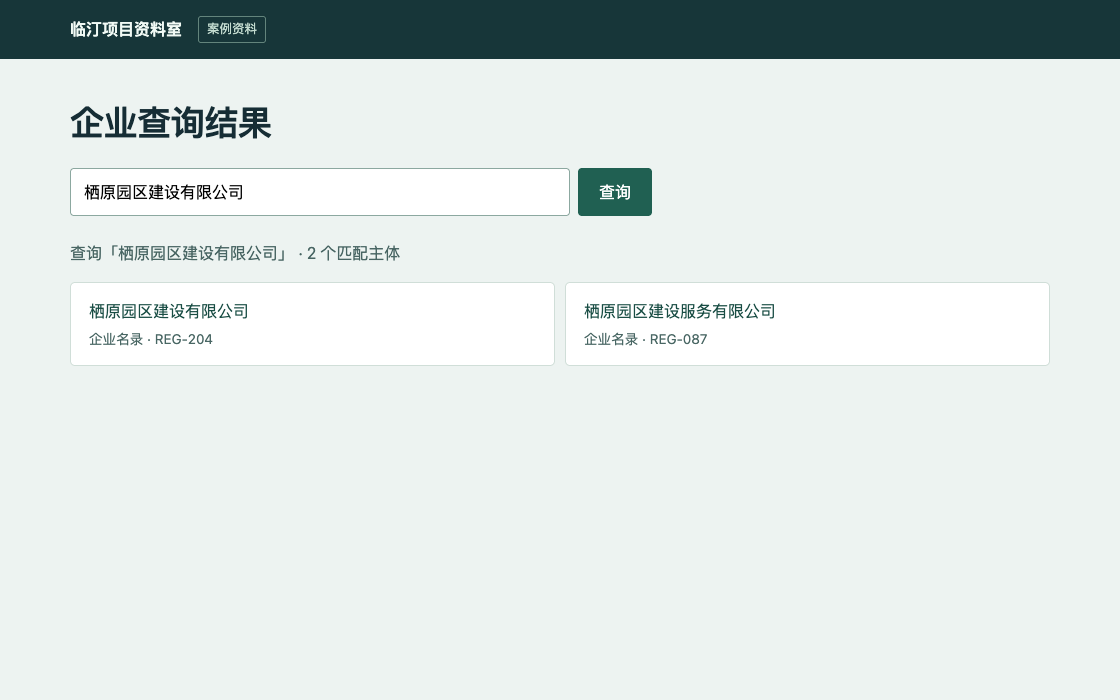 临汀项目资料室
案例资料
企业查询结果
栖原园区建设有限公司
查询
查询「栖原园区建设有限公司」 · 2 个匹配主体
栖原园区建设有限公司
企业名录 · REG-204
栖原园区建设服务有限公司
企业名录 · REG-087